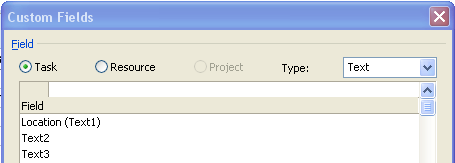 Custom Fields
Field
Task Resource Project Type: Text
Field
Location (Text1)
Text2
Text3